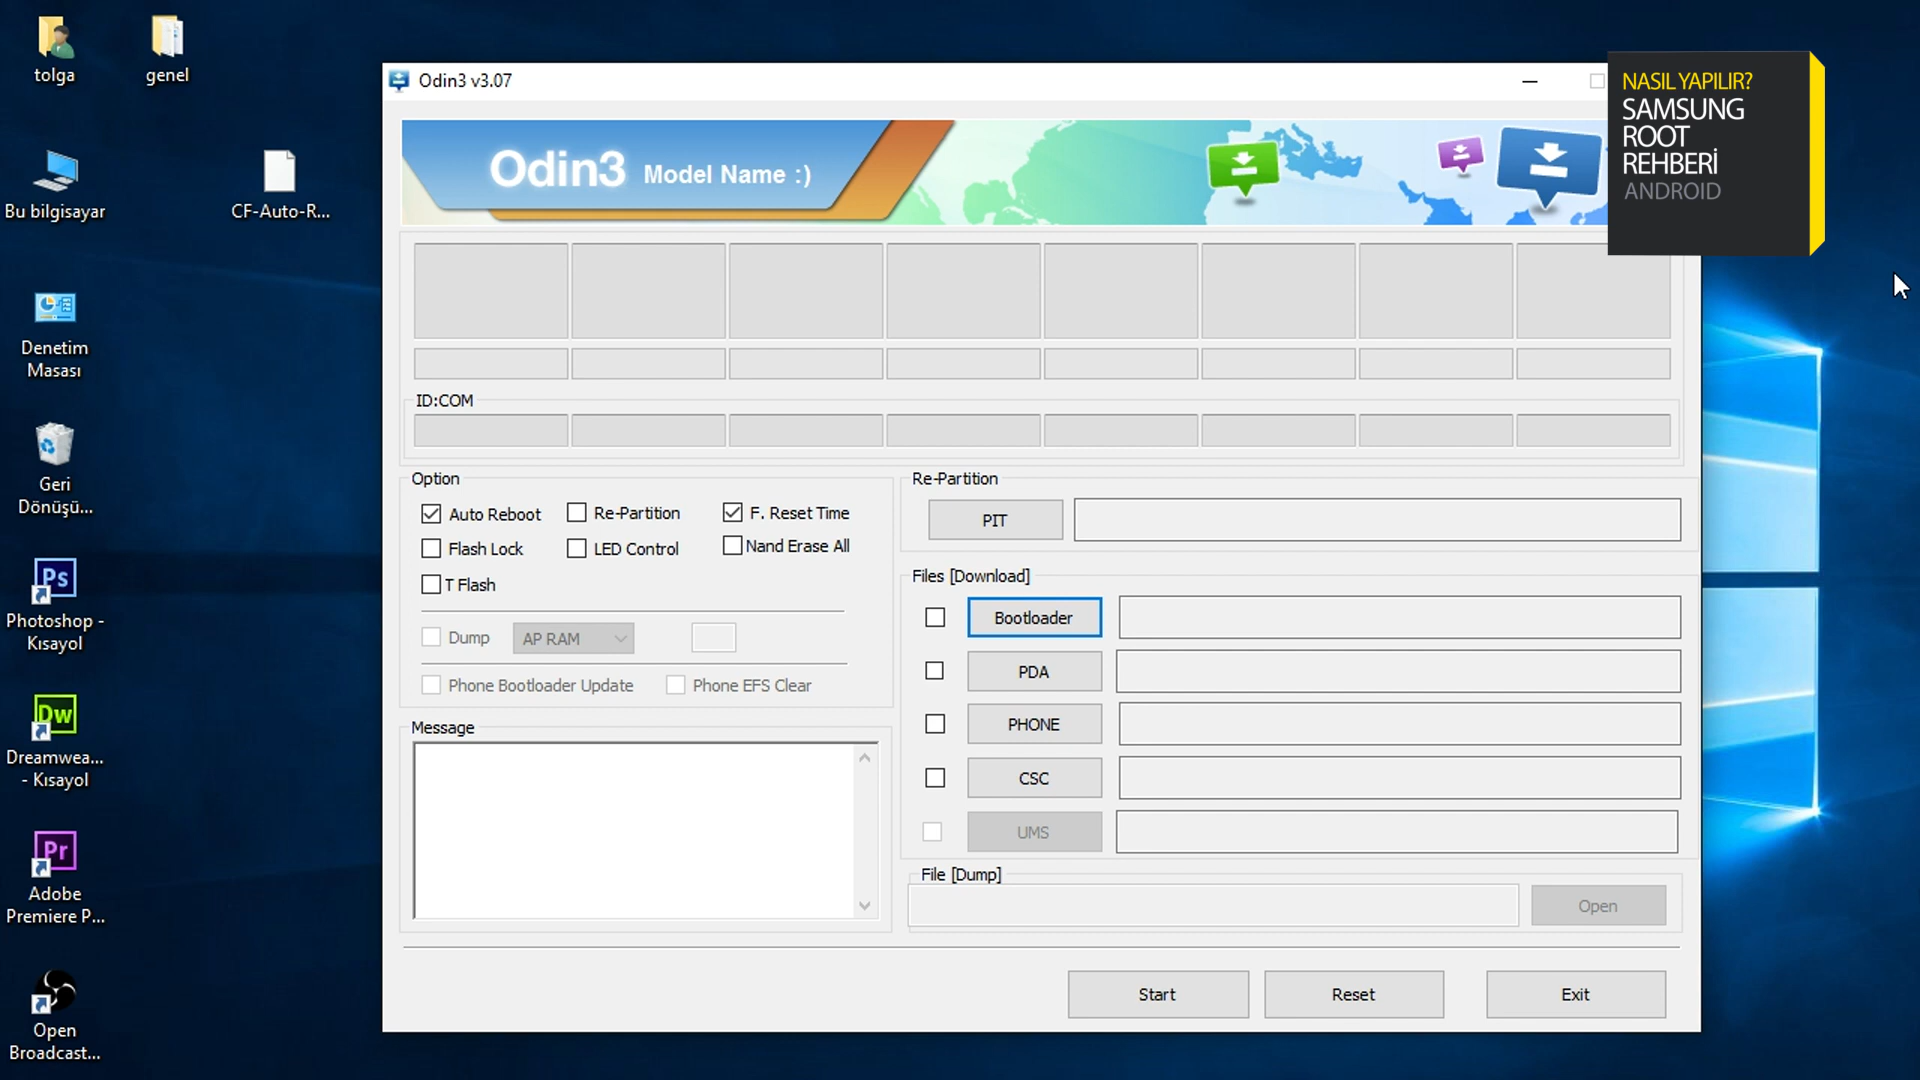 tolga
genel
Bu bilgisayar
CF-Auto-R...
Denetim
Masası
Geri
Dönüşü...
Ps
Photoshop -
Kısayol
Dw
Dreamwea...
- Kısayol
Pr
Adobe
Premiere P...
Open
Broadcast...
Odin3 v3.07
Odin3 Model Name :)
NASIL YAPILIR?
SAMSUNG
ROOT
REHBERİ
ANDROID
ID:COM
Option
Auto Reboot
Re-Partition
F. Reset Time
Flash Lock
LED Control
Nand Erase All
T Flash
Dump
AP RAM
Phone Bootloader Update
Phone EFS Clear
Message
Re-Partition
PIT
Files [Download]
Bootloader
PDA
PHONE
CSC
UMS
File [Dump]
Open
Start
Reset
Exit